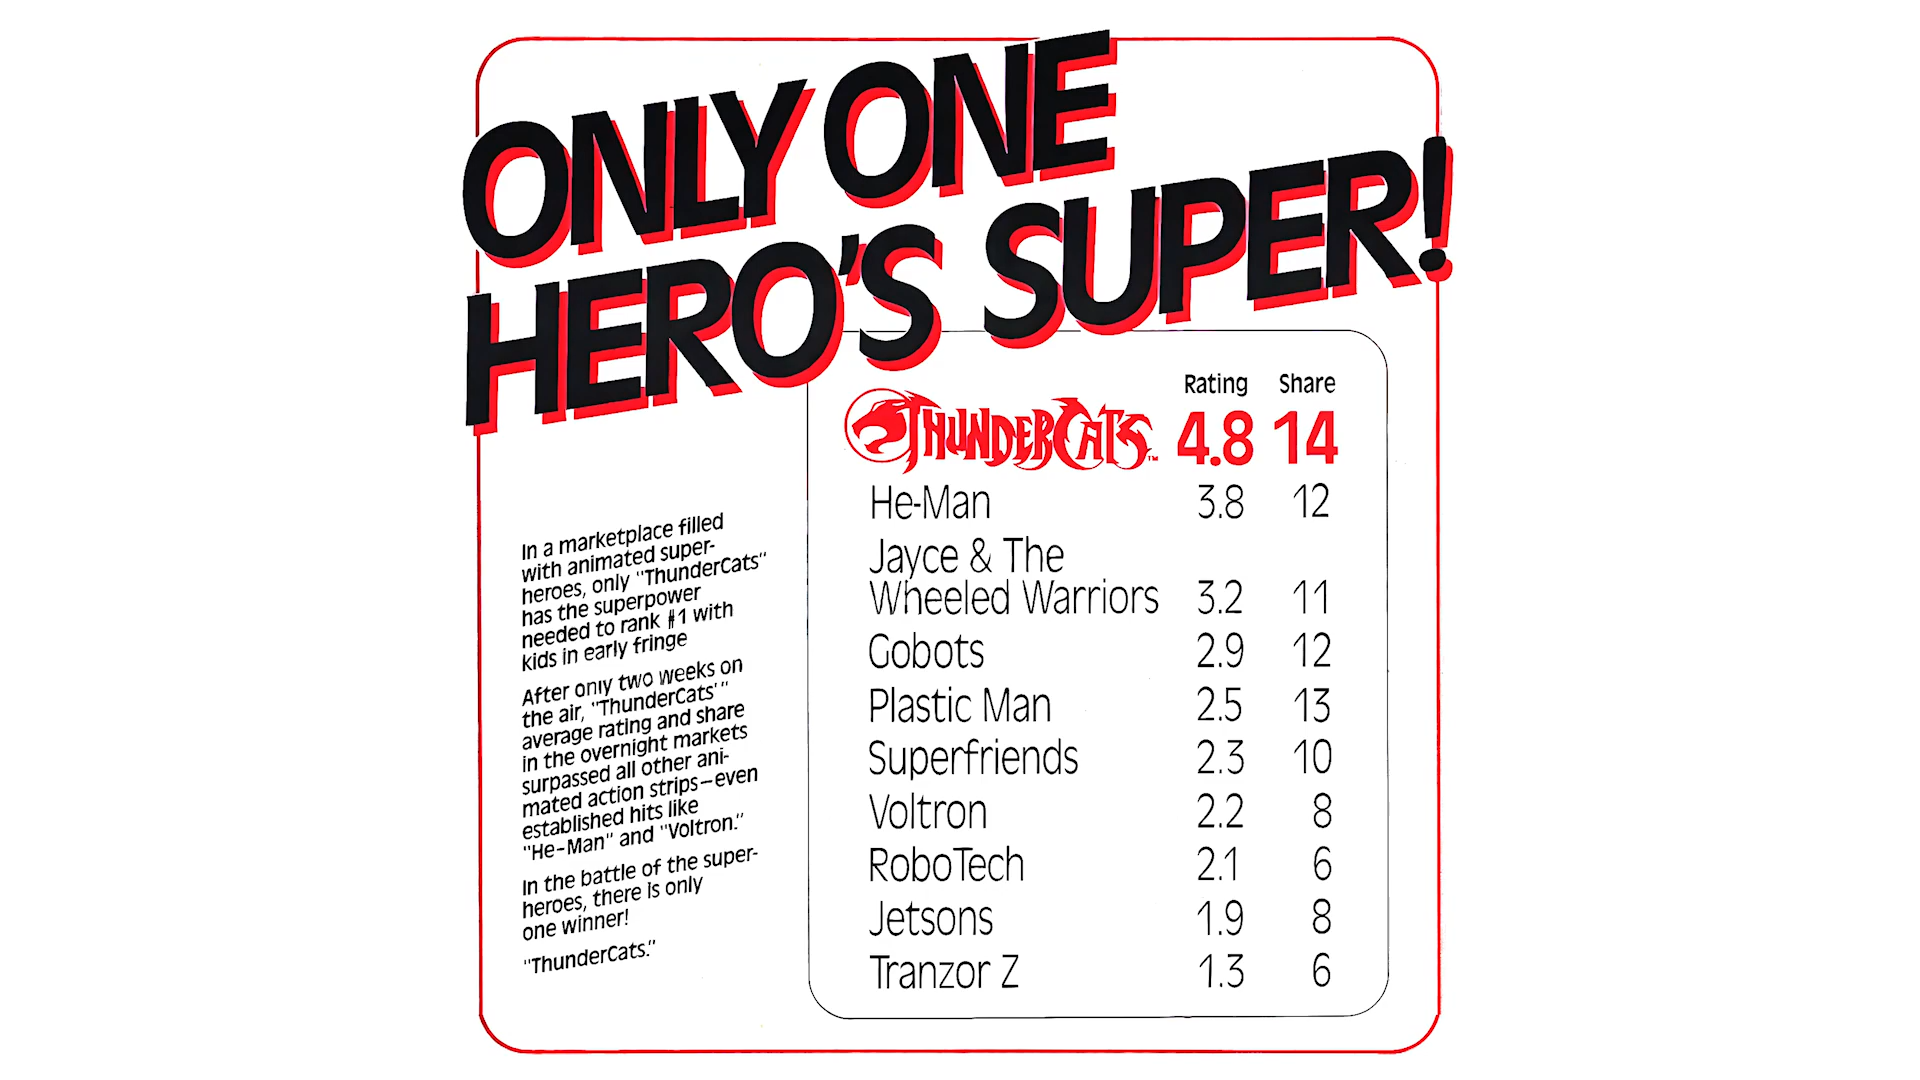 ONLY ONE
HERO'S SUPER!
In a marketplace filled
with animated super-
heroes, only "ThunderCats"
has the superpower
needed to rank #1 with
kids in early fringe
After only two weeks on
the air, "ThunderCats'"
average rating and share
in the overnight markets
surpassed all other ani-
mated action strips—even
established hits like
"He-Man" and "Voltron."
In the battle of the super-
heroes, there is only
one winner!
"ThunderCats."
Rating Share
THUNDERCATS™ 4.8 14
He-Man 3.8 12
Jayce & The
Wheeled Warriors 3.2 11
Gobots 2.9 12
Plastic Man 2.5 13
Superfriends 2.3 10
Voltron 2.2 8
RoboTech 2.1 6
Jetsons 1.9 8
Tranzor Z 1.3 6